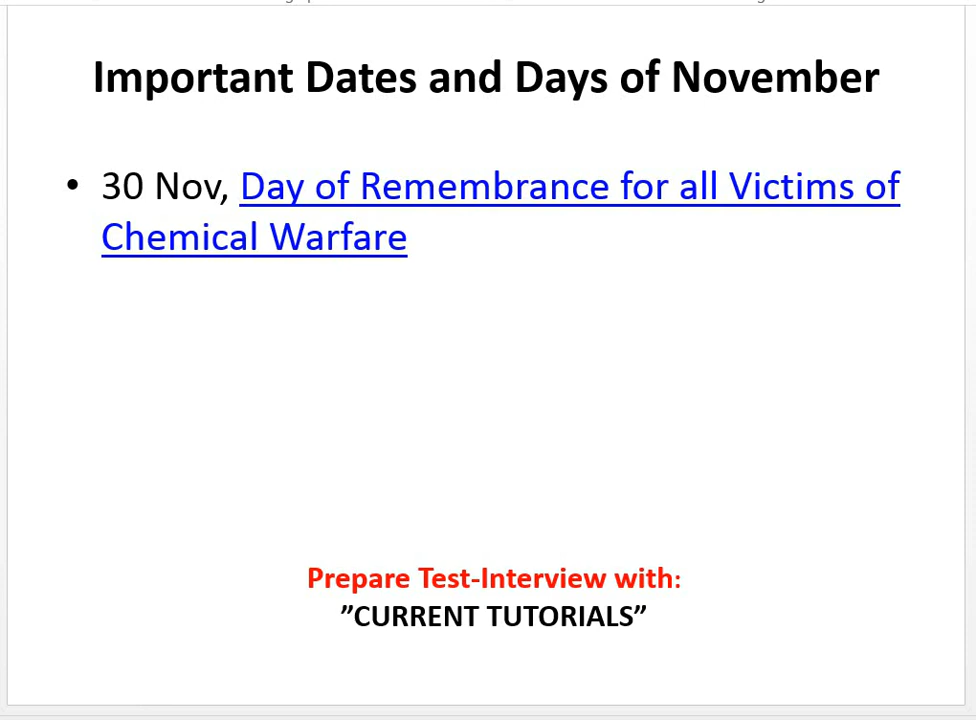 Important Dates and Days of November
• 30 Nov, Day of Remembrance for all Victims of
Chemical Warfare
Prepare Test-Interview with:
”CURRENT TUTORIALS”